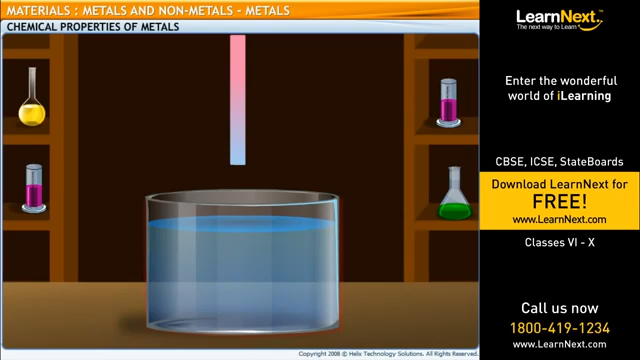 MATERIALS : METALS AND NON-METALS - METALS
CHEMICAL PROPERTIES OF METALS
Copyright 2008 © Helix Technology Solutions. All Rights Reserved.
LearnNext.™
The next way to Learn
Enter the wonderful
world of iLearning
CBSE, ICSE, StateBoards
Download LearnNext for
FREE!
www.LearnNext.com
Classes VI - X
Call us now
1800-419-1234
www.LearnNext.com